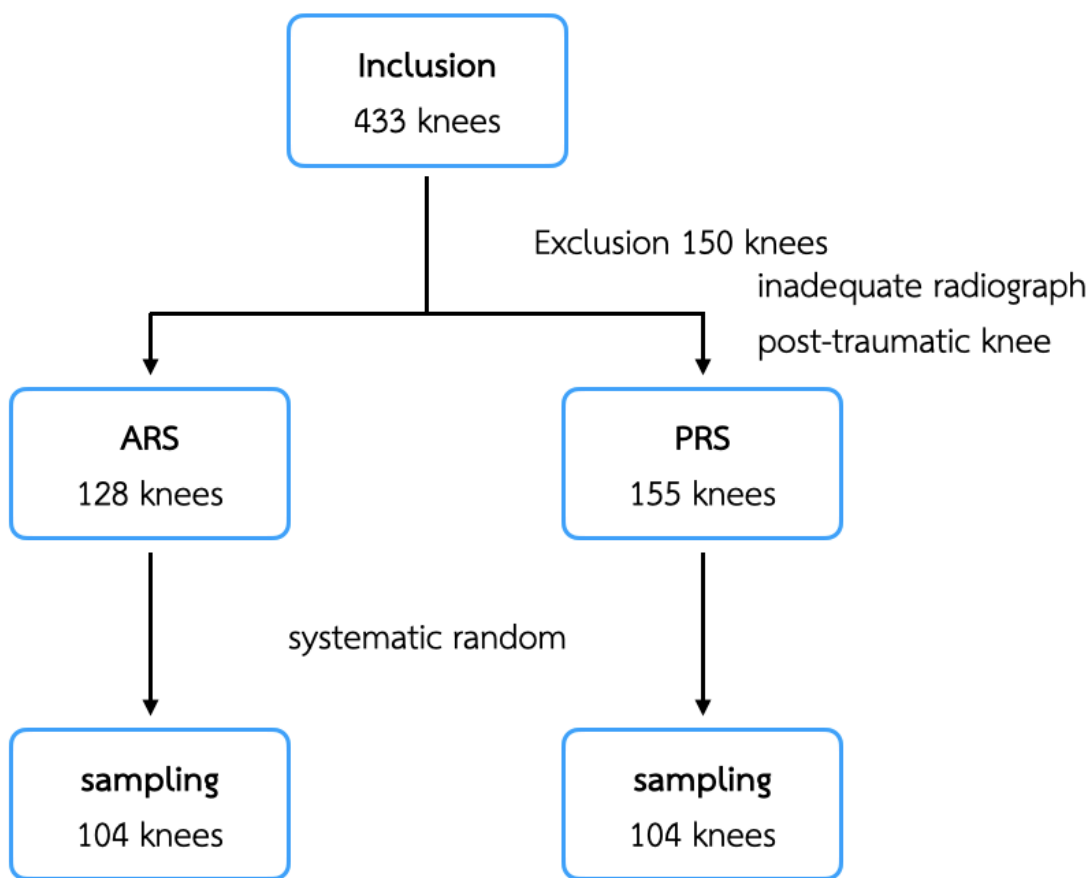 Inclusion
433 knees
Exclusion 150 knees
inadequate radiograph
post-traumatic knee
ARS
128 knees
PRS
155 knees
systematic random
sampling
104 knees
sampling
104 knees